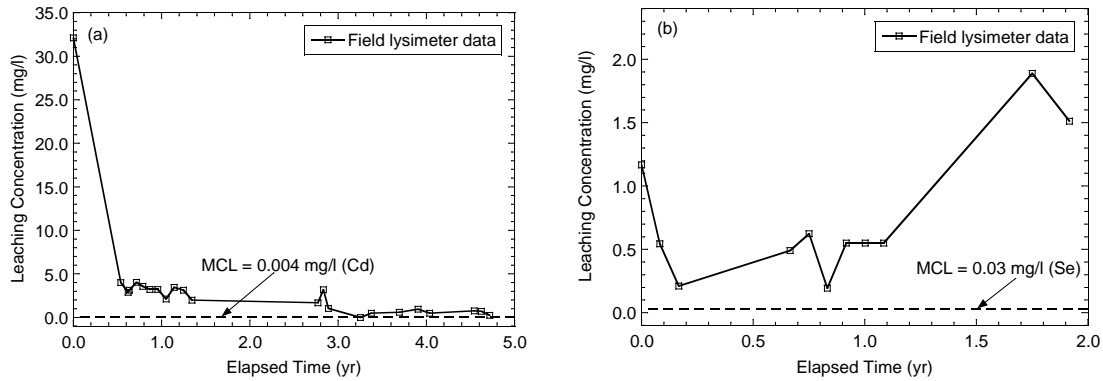 (a)
Field lysimeter data
Leaching Concentration (mg/l)
35.0
30.0
25.0
20.0
15.0
10.0
5.0
0.0
MCL = 0.004 mg/l (Cd)
0.0 1.0 2.0 3.0 4.0 5.0
Elapsed Time (yr)
(b)
Field lysimeter data
Leaching Concentration (mg/l)
2.0
1.5
1.0
0.5
0.0
MCL = 0.03 mg/l (Se)
0.0 0.5 1.0 1.5 2.0
Elapsed Time (yr)